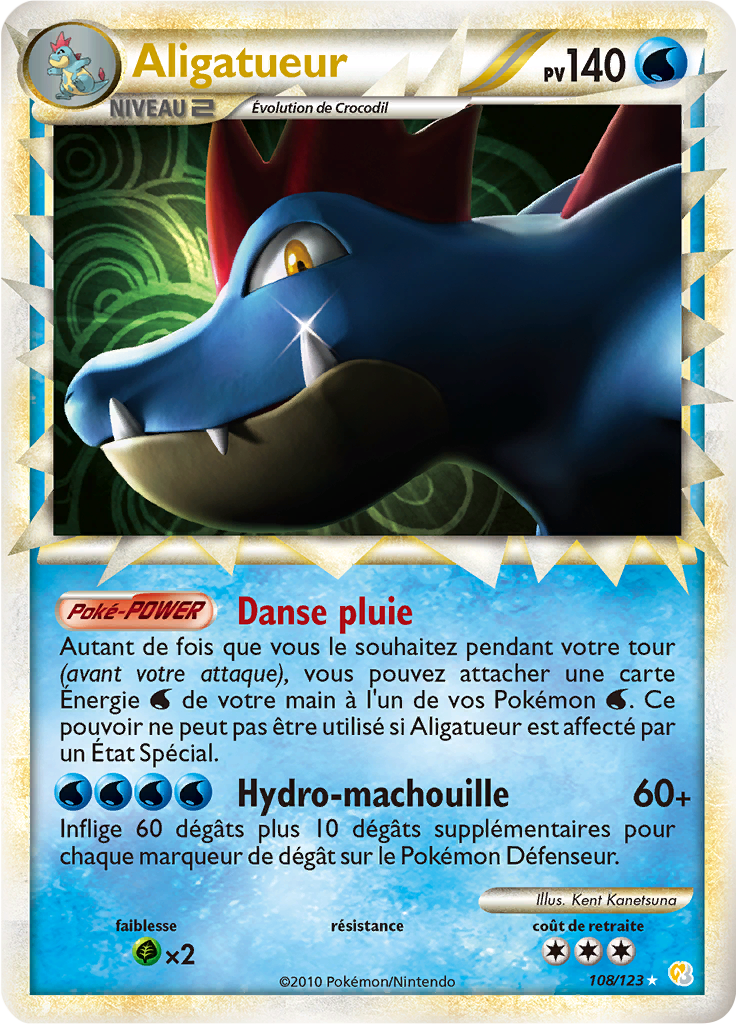 Aligatueur
PV 140
NIVEAU 2
Évolution de Crocodil
Poké-POWER Danse pluie
Autant de fois que vous le souhaitez pendant votre tour
(avant votre attaque), vous pouvez attacher une carte
Énergie de votre main à l'un de vos Pokémon . Ce
pouvoir ne peut pas être utilisé si Aligatueur est affecté par
un État Spécial.
Hydro-machouille 60+
Inflige 60 dégâts plus 10 dégâts supplémentaires pour
chaque marqueur de dégât sur le Pokémon Défenseur.
Illus. Kent Kanetsuna
faiblesse résistance coût de retraite
×2
©2010 Pokémon/Nintendo
108/123